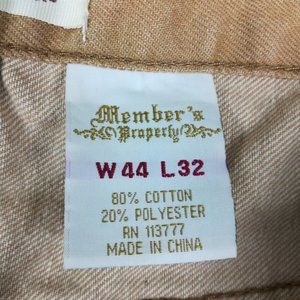 Member's
Property
W44 L32
80% COTTON
20% POLYESTER
RN 113777
MADE IN CHINA